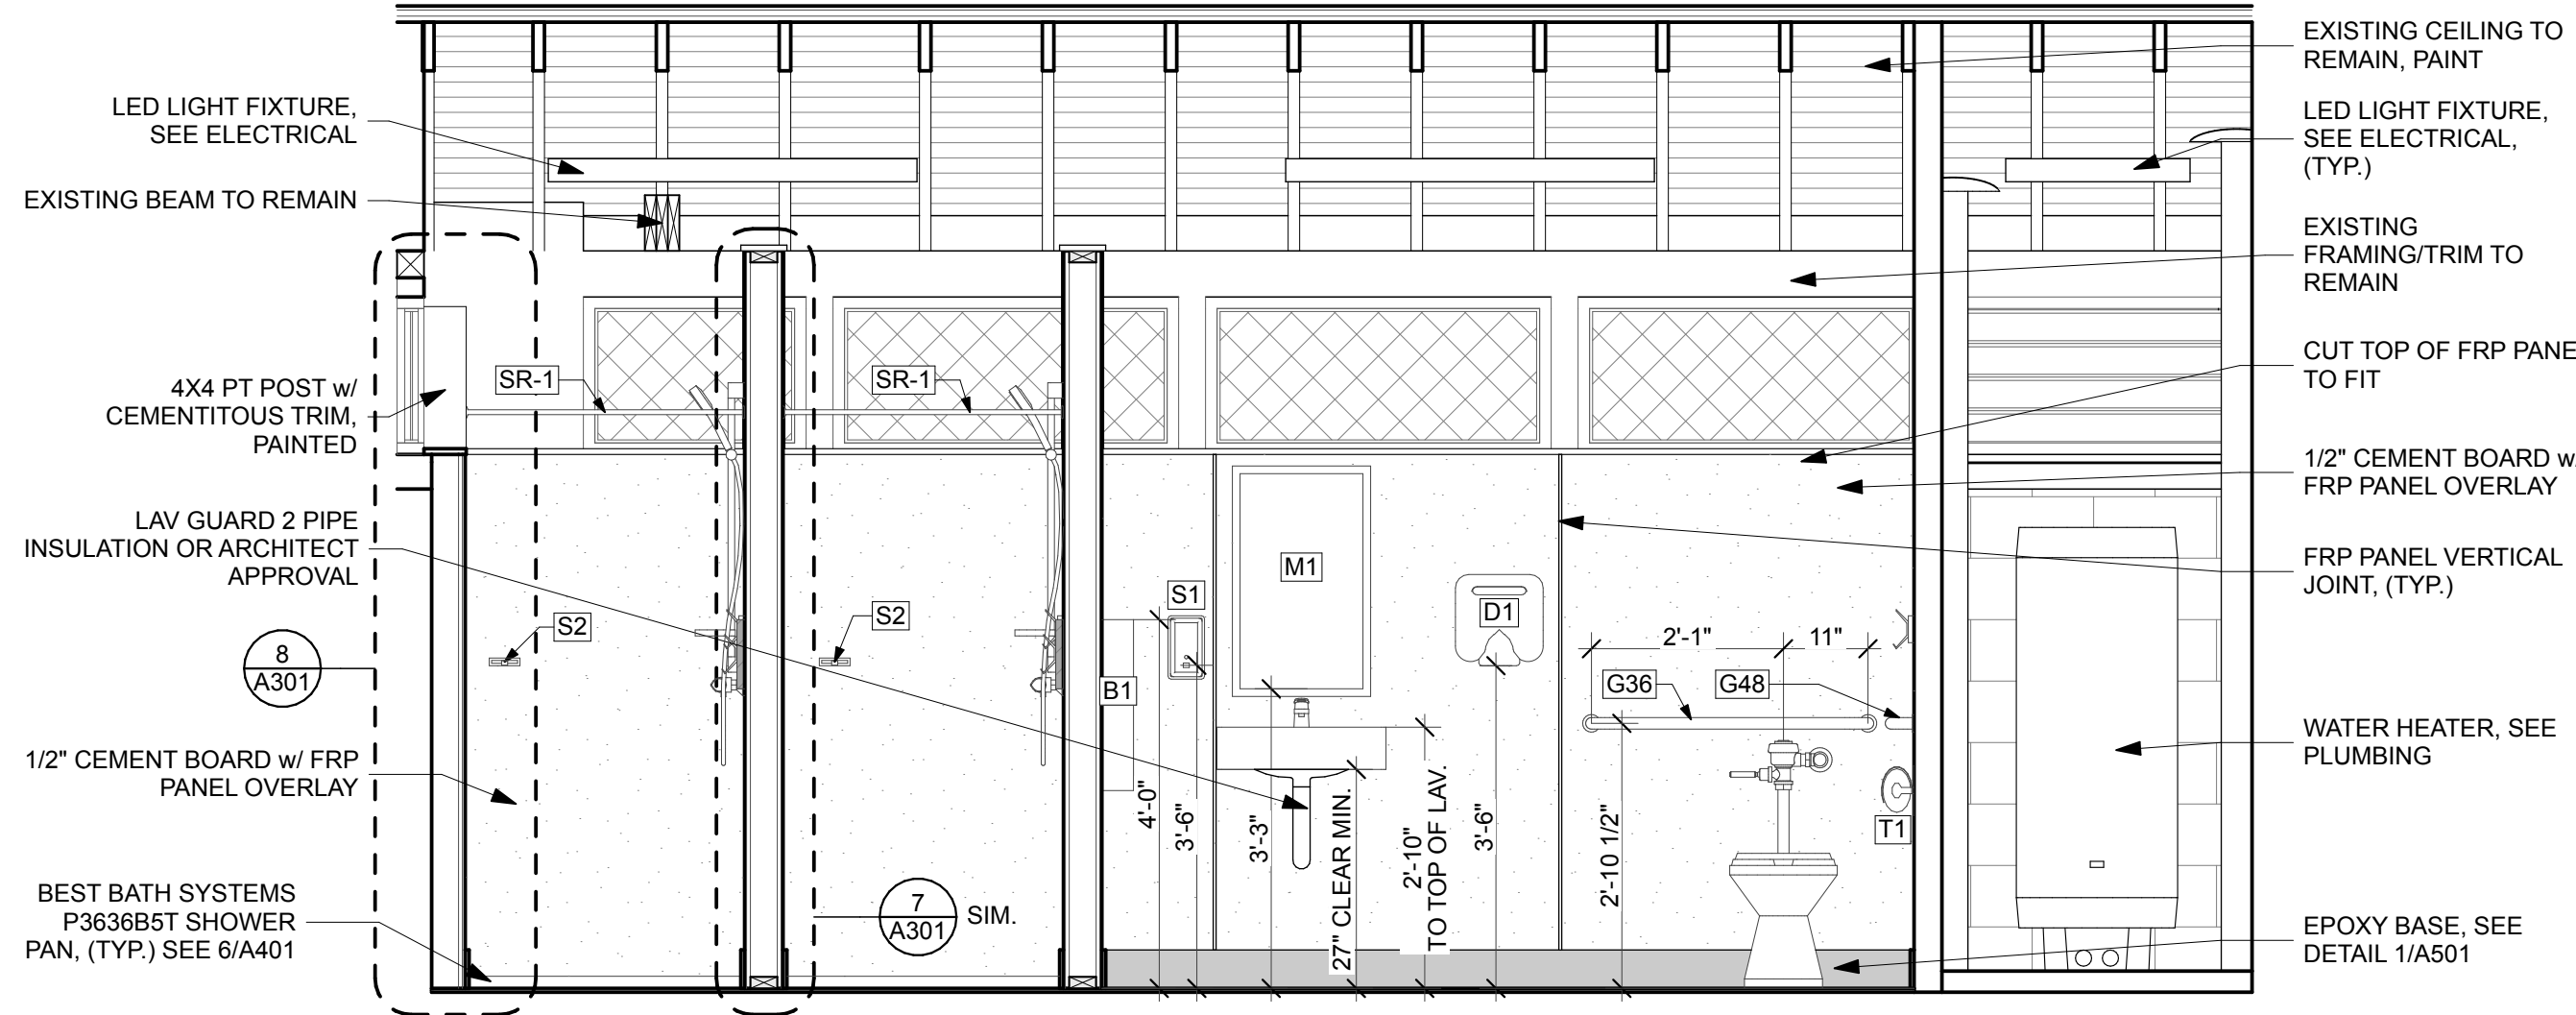 LED LIGHT FIXTURE,
SEE ELECTRICAL
EXISTING BEAM TO REMAIN
4X4 PT POST w/
CEMENTITOUS TRIM,
PAINTED
LAV GUARD 2 PIPE
INSULATION OR ARCHITECT
APPROVAL
8
A301
1/2" CEMENT BOARD w/ FRP
PANEL OVERLAY
BEST BATH SYSTEMS
P3636B5T SHOWER
PAN, (TYP.) SEE 6/A401
SR-1
SR-1
S2
S2
7
A301
SIM.
B1
S1
M1
D1
G36
G48
T1
2'-1"
11"
4'-0"
3'-6"
3'-3"
27" CLEAR MIN.
2'-10"
TO TOP OF LAV.
3'-6"
2'-10 1/2"
EXISTING CEILING TO
REMAIN, PAINT
LED LIGHT FIXTURE,
SEE ELECTRICAL,
(TYP.)
EXISTING
FRAMING/TRIM TO
REMAIN
CUT TOP OF FRP PANE
TO FIT
1/2" CEMENT BOARD w/
FRP PANEL OVERLAY
FRP PANEL VERTICAL
JOINT, (TYP.)
WATER HEATER, SEE
PLUMBING
EPOXY BASE, SEE
DETAIL 1/A501